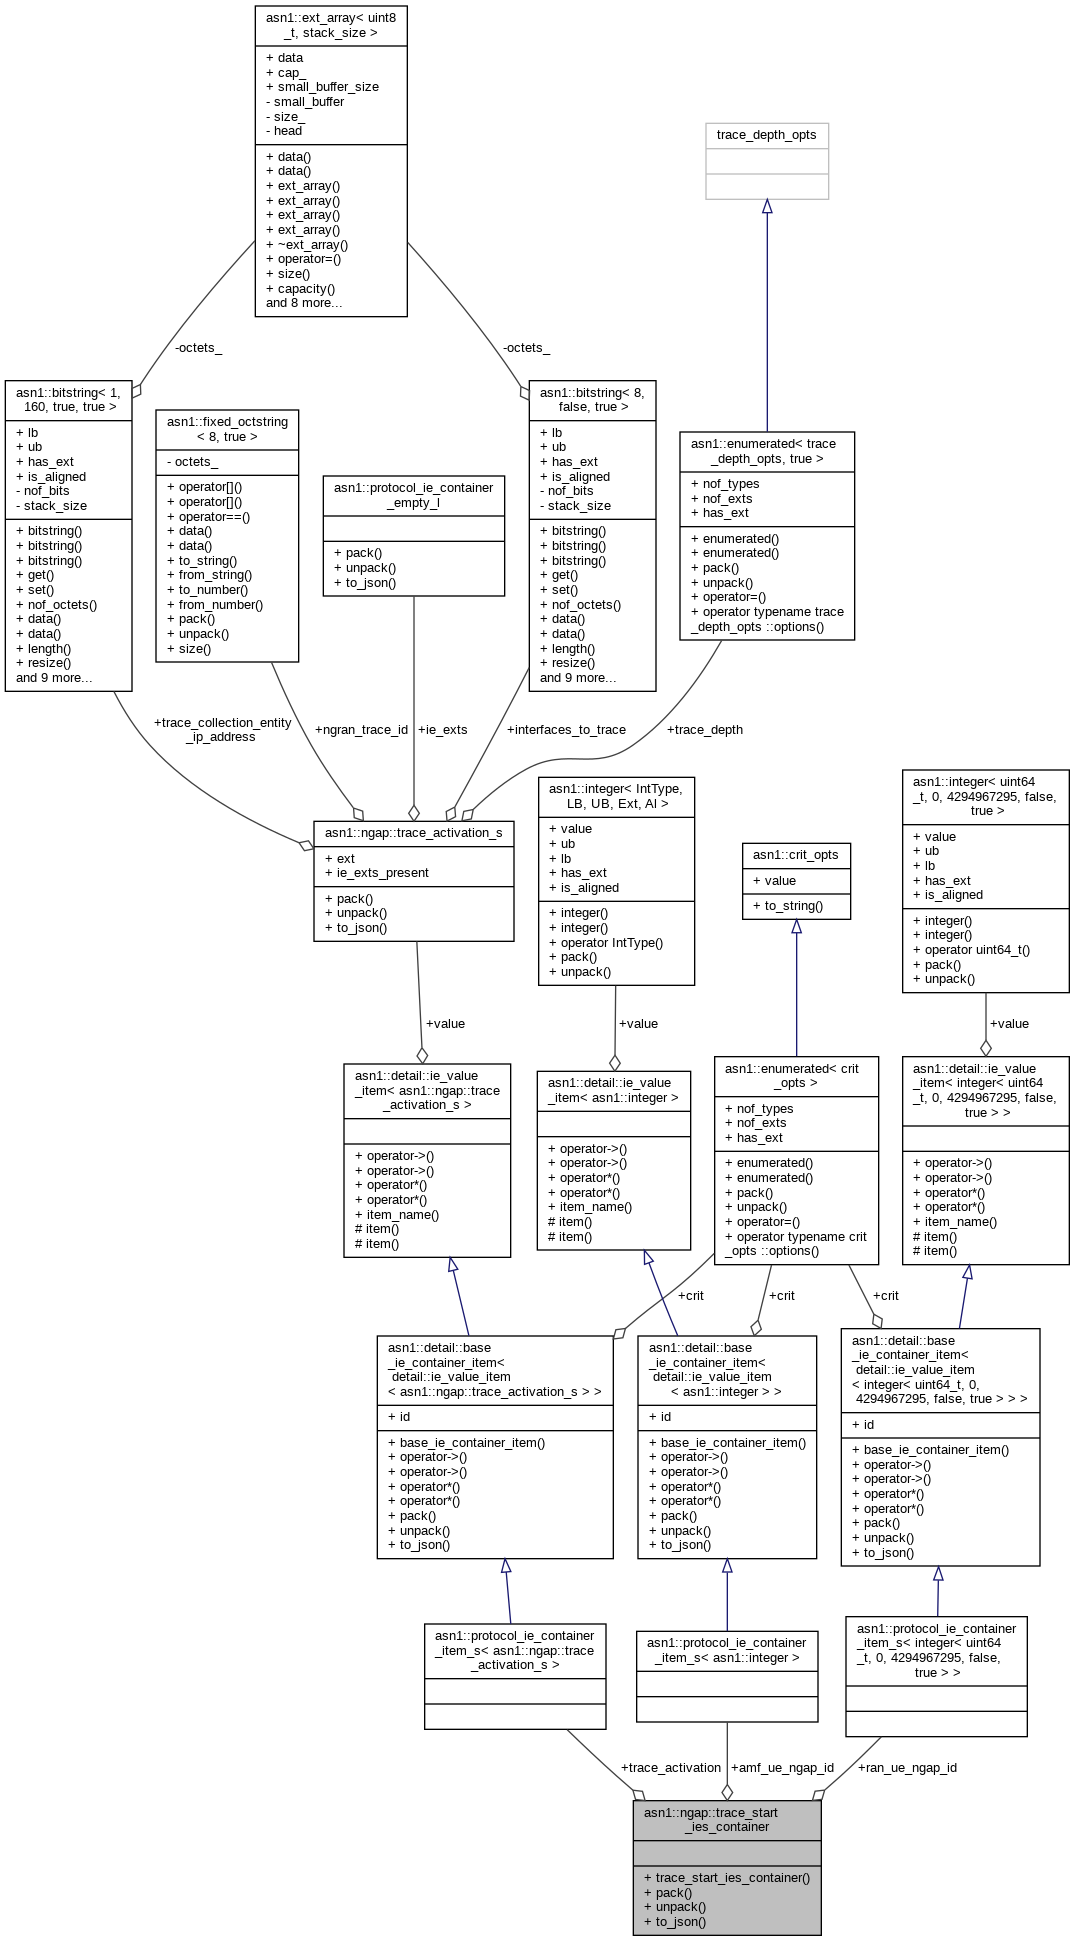 asn1::ext_array< uint8
_t, stack_size >
+ data
+ cap_
+ small_buffer_size
- small_buffer
- size_
- head
+ data()
+ data()
+ ext_array()
+ ext_array()
+ ext_array()
+ ext_array()
+ ~ext_array()
+ operator=()
+ size()
+ capacity()
and 8 more...
trace_depth_opts
-octets_
-octets_
asn1::bitstring< 1,
160, true, true >
+ lb
+ ub
+ has_ext
+ is_aligned
- nof_bits
- stack_size
+ bitstring()
+ bitstring()
+ bitstring()
+ get()
+ set()
+ nof_octets()
+ data()
+ data()
+ length()
+ resize()
and 9 more...
asn1::fixed_octstring
< 8, true >
- octets_
+ operator[]()
+ operator[]()
+ operator==()
+ data()
+ data()
+ to_string()
+ from_string()
+ to_number()
+ from_number()
+ pack()
+ unpack()
+ size()
asn1::protocol_ie_container
_empty_l
+ pack()
+ unpack()
+ to_json()
asn1::bitstring< 8,
false, true >
+ lb
+ ub
+ has_ext
+ is_aligned
- nof_bits
- stack_size
+ bitstring()
+ bitstring()
+ bitstring()
+ get()
+ set()
+ nof_octets()
+ data()
+ data()
+ length()
+ resize()
and 9 more...
asn1::enumerated< trace
_depth_opts, true >
+ nof_types
+ nof_exts
+ has_ext
+ enumerated()
+ enumerated()
+ pack()
+ unpack()
+ operator=()
+ operator typename trace
_depth_opts ::options()
+trace_collection_entity
_ip_address
+ngran_trace_id
+ie_exts
+interfaces_to_trace
+trace_depth
asn1::ngap::trace_activation_s
+ ext
+ ie_exts_present
+ pack()
+ unpack()
+ to_json()
asn1::integer< IntType,
LB, UB, Ext, Al >
+ value
+ ub
+ lb
+ has_ext
+ is_aligned
+ integer()
+ integer()
+ operator IntType()
+ pack()
+ unpack()
asn1::crit_opts
+ value
+ to_string()
asn1::integer< uint64
_t, 0, 4294967295, false,
true >
+ value
+ ub
+ lb
+ has_ext
+ is_aligned
+ integer()
+ integer()
+ operator uint64_t()
+ pack()
+ unpack()
+value
+value
+value
asn1::detail::ie_value
_item< asn1::ngap::trace
_activation_s >
+ operator->()
+ operator->()
+ operator*()
+ operator*()
+ item_name()
# item()
# item()
asn1::detail::ie_value
_item< asn1::integer >
+ operator->()
+ operator->()
+ operator*()
+ operator*()
+ item_name()
# item()
# item()
asn1::enumerated< crit
_opts >
+ nof_types
+ nof_exts
+ has_ext
+ enumerated()
+ enumerated()
+ pack()
+ unpack()
+ operator=()
+ operator typename crit
_opts ::options()
asn1::detail::ie_value
_item< integer< uint64
_t, 0, 4294967295, false,
true > >
+ operator->()
+ operator->()
+ operator*()
+ operator*()
+ item_name()
# item()
# item()
+crit
+crit
+crit
asn1::detail::base
_ie_container_item<
detail::ie_value_item
< asn1::ngap::trace_activation_s > >
+ id
+ base_ie_container_item()
+ operator->()
+ operator->()
+ operator*()
+ operator*()
+ pack()
+ unpack()
+ to_json()
asn1::detail::base
_ie_container_item<
detail::ie_value_item
< asn1::integer > >
+ id
+ base_ie_container_item()
+ operator->()
+ operator->()
+ operator*()
+ operator*()
+ pack()
+ unpack()
+ to_json()
asn1::detail::base
_ie_container_item<
detail::ie_value_item
< integer< uint64_t, 0,
4294967295, false, true > > >
+ id
+ base_ie_container_item()
+ operator->()
+ operator->()
+ operator*()
+ operator*()
+ pack()
+ unpack()
+ to_json()
asn1::protocol_ie_container
_item_s< asn1::ngap::trace
_activation_s >
asn1::protocol_ie_container
_item_s< asn1::integer >
asn1::protocol_ie_container
_item_s< integer< uint64
_t, 0, 4294967295, false,
true > >
+trace_activation
+amf_ue_ngap_id
+ran_ue_ngap_id
asn1::ngap::trace_start
_ies_container
+ trace_start_ies_container()
+ pack()
+ unpack()
+ to_json()